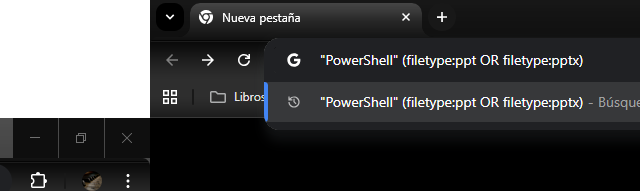 Nueva pestaña
"PowerShell" (filetype:ppt OR filetype:pptx)
Libros
"PowerShell" (filetype:ppt OR filetype:pptx) - Búsque